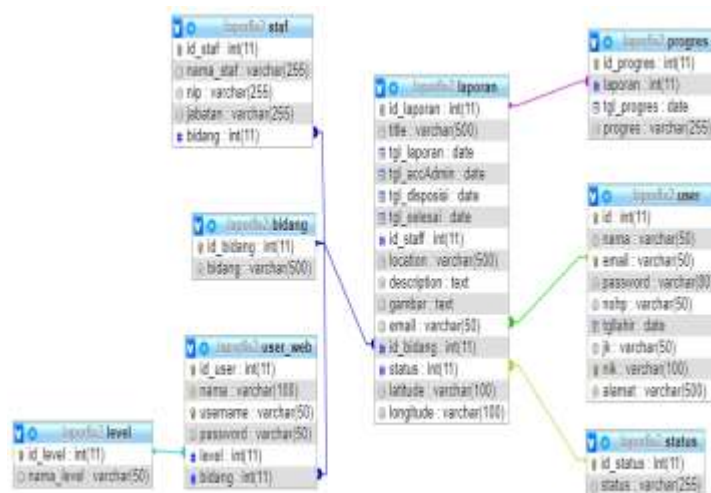 staf
id_staf : int(11)
nama_staf : varchar(255)
nip : varchar(255)
jabatan : varchar(255)
bidang : int(11)
bidang
id_bidang : int(11)
bidang : varchar(500)
user_web
id_user : int(11)
nama : varchar(100)
username : varchar(50)
password : varchar(50)
level : int(11)
bidang : int(11)
level
id_level : int(11)
nama_level : varchar(50)
laporan
id_laporan : int(11)
title : varchar(500)
tgl_laporan : date
tgl_accAdmin : date
tgl_disposisi : date
tgl_selesai : date
id_staff : int(11)
location : varchar(500)
description : text
gambar : text
email : varchar(50)
id_bidang : int(11)
status : int(11)
latitude : varchar(100)
longitude : varchar(100)
progres
id_progres : int(11)
laporan : int(11)
tgl_progres : date
progres : varchar(255)
user
id : int(11)
nama : varchar(50)
email : varchar(50)
password : varchar(80
nohp : varchar(50)
tgllahir : date
jk : varchar(50)
nik : varchar(100)
alamat : varchar(500)
status
id_status : int(11)
status : varchar(255)